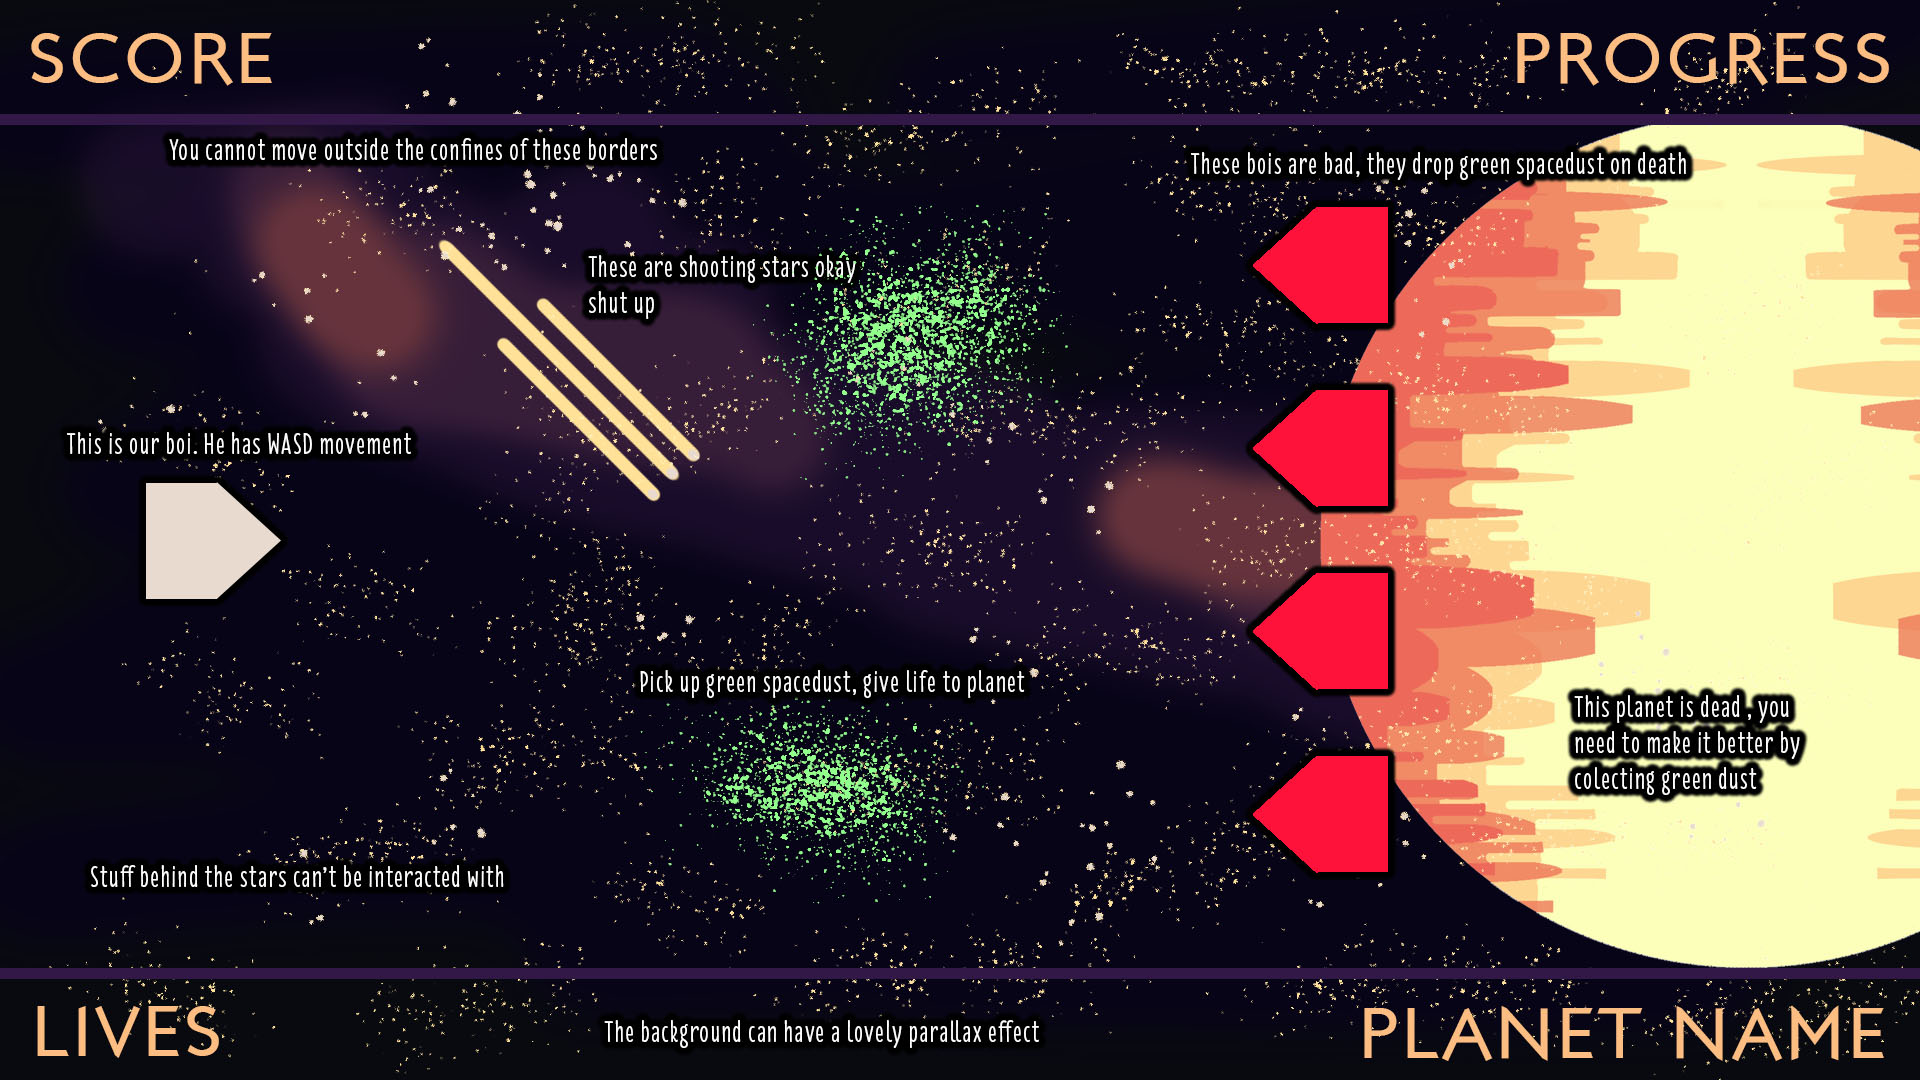 SCORE
PROGRESS
You cannot move outside the confines of these borders
These bois are bad, they drop green spacedust on death
These are shooting stars okay
shut up
This is our boi. He has WASD movement
Pick up green spacedust, give life to planet
This planet is dead , you
need to make it better by
colecting green dust
Stuff behind the stars can't be interacted with
LIVES
The background can have a lovely parallax effect
PLANET NAME